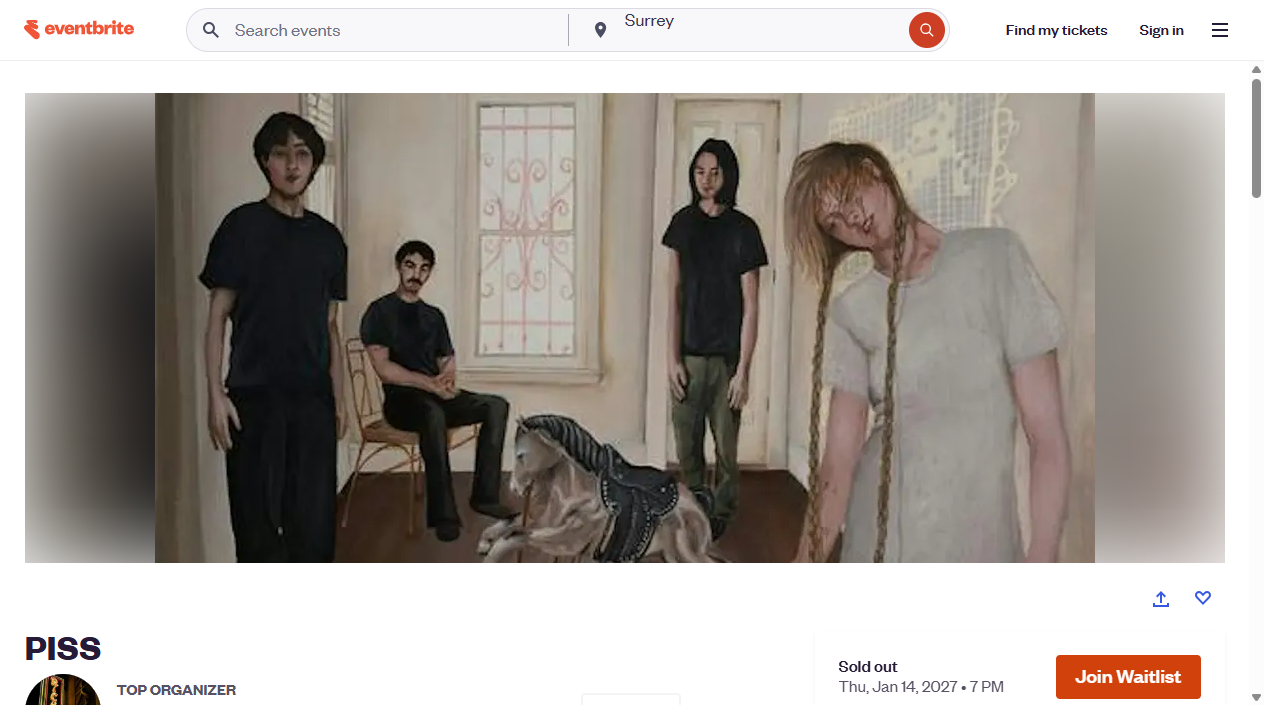 eventbrite
Search events
Surrey
Find my tickets
Sign in
PISS
TOP ORGANIZER
Sold out
Thu, Jan 14, 2027 • 7 PM
Join Waitlist